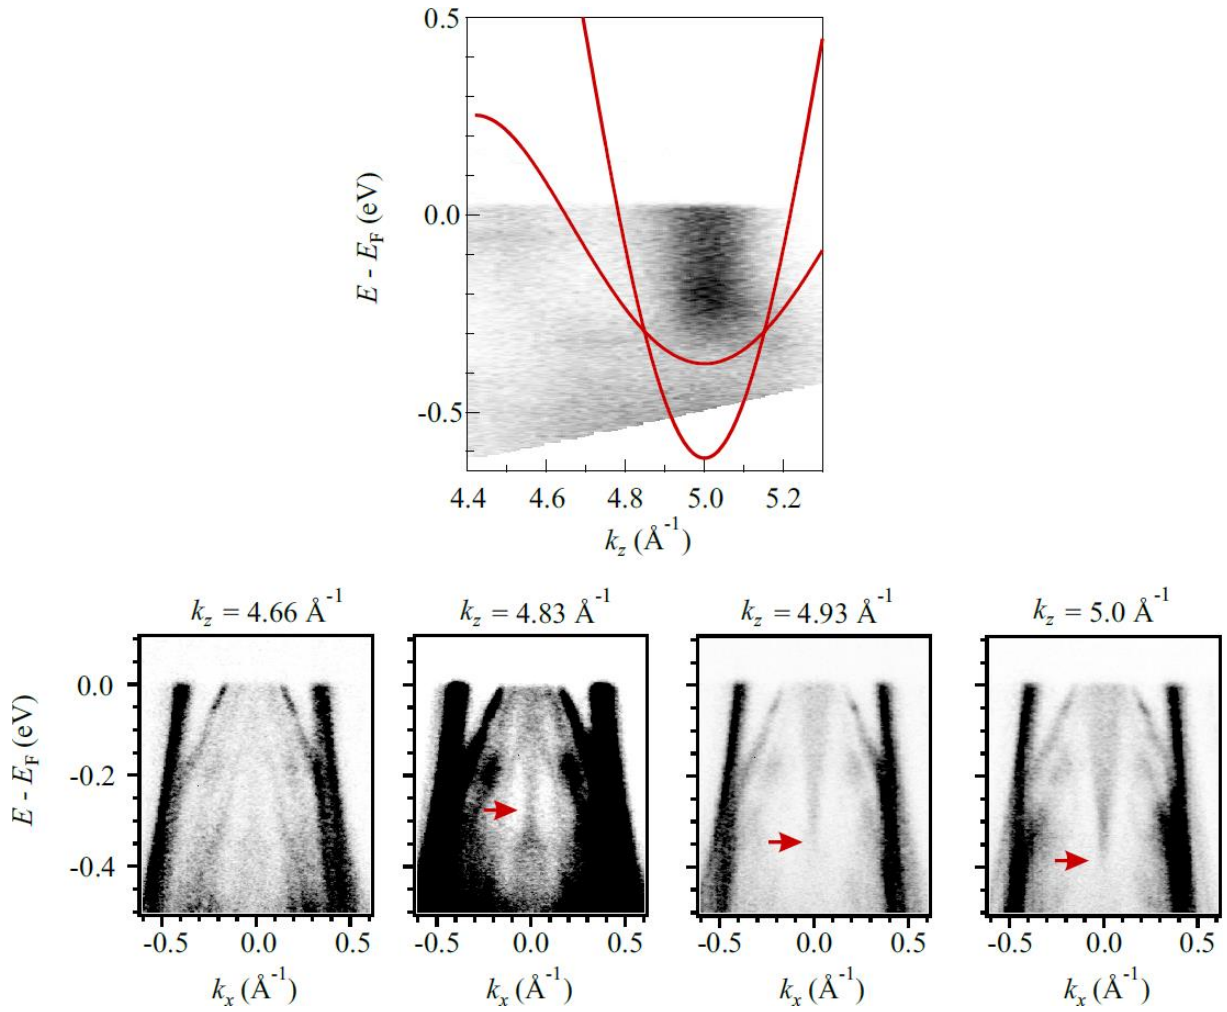 0.5
0.0
-0.5
E - E_F (eV)
4.4 4.6 4.8 5.0 5.2
k_z (Å^-1)
k_z = 4.66 Å^-1 k_z = 4.83 Å^-1 k_z = 4.93 Å^-1 k_z = 5.0 Å^-1
0.0
-0.2
-0.4
E - E_F (eV)
-0.5 0.0 0.5 -0.5 0.0 0.5 -0.5 0.0 0.5 -0.5 0.0 0.5
k_x (Å^-1) k_x (Å^-1) k_x (Å^-1) k_x (Å^-1)